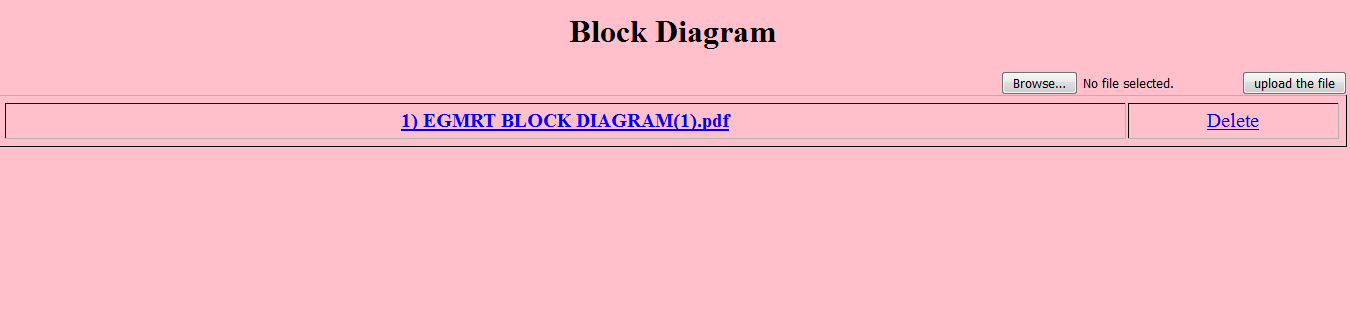 Block Diagram
Browse... No file selected. upload the file
1) EGMRT BLOCK DIAGRAM(1).pdf Delete